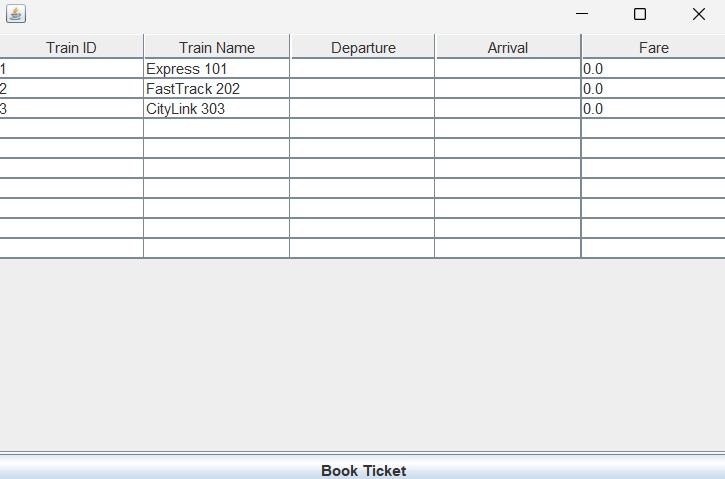 Train ID Train Name Departure Arrival Fare
1 Express 101 0.0
2 FastTrack 202 0.0
3 CityLink 303 0.0
Book Ticket